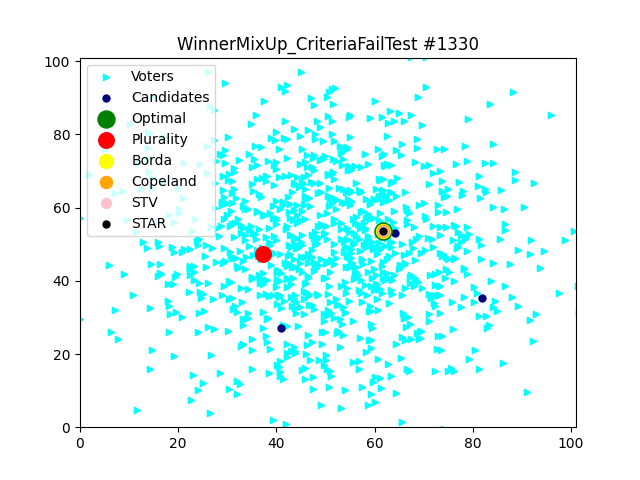 WinnerMixUp_CriteriaFailTest #1330
Voters
Candidates
Optimal
Plurality
Borda
Copeland
STV
STAR
100
80
60
40
20
0
0 20 40 60 80 100